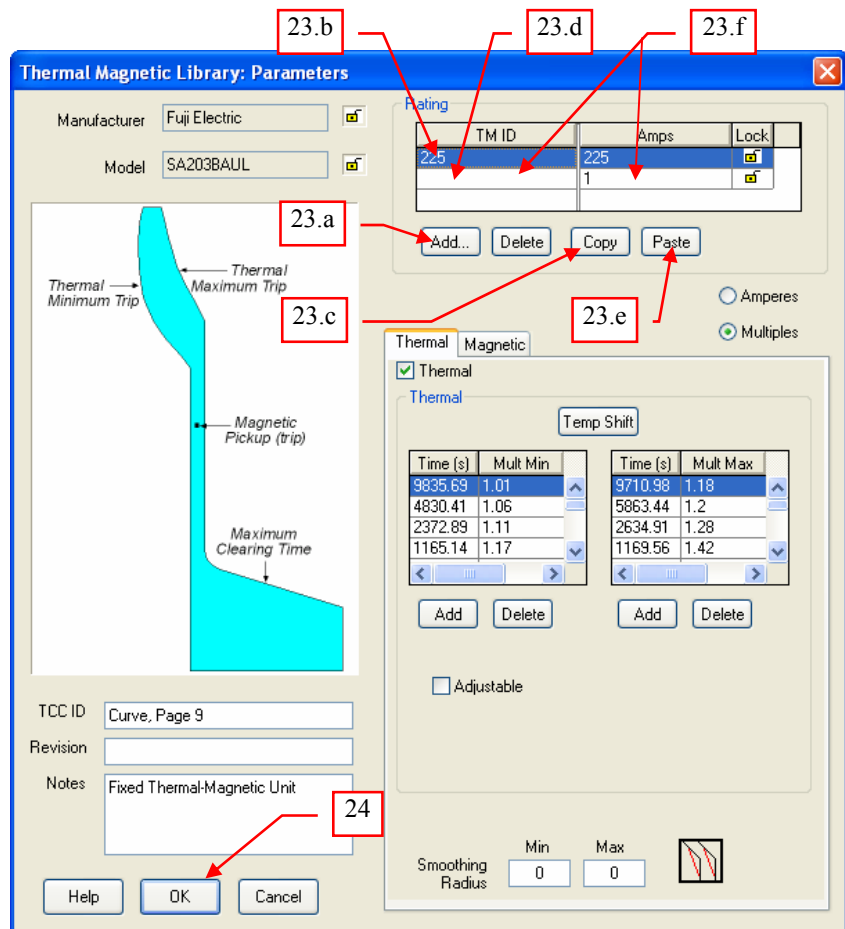 23.b 23.d 23.f
Thermal Magnetic Library: Parameters
Manufacturer Fuji Electric
Model SA203BAUL
Rating
TM ID Amps Lock
225 225
1
23.a
Add... Delete Copy Paste
Thermal Minimum Trip
Thermal Maximum Trip
Magnetic Pickup (trip)
Maximum Clearing Time
23.c
23.e
Amperes
Multiples
Thermal Magnetic
Thermal
Thermal
Temp Shift
Time (s) Mult Min Time (s) Mult Max
9835.69 1.01 9710.98 1.18
4830.41 1.06 5863.44 1.2
2372.89 1.11 2634.91 1.28
1165.14 1.17 1169.56 1.42
Add Delete Add Delete
Adjustable
TCC ID Curve, Page 9
Revision
Notes Fixed Thermal-Magnetic Unit
24
Min Max
Smoothing Radius 0 0
Help OK Cancel